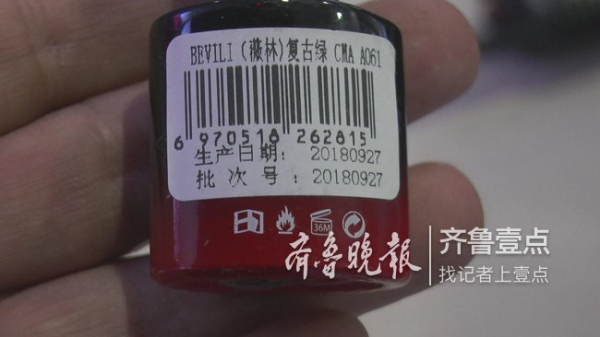 BEVILI (薇林)复古绿 CMA A061
6 970518 262815
生产日期: 20180927
批 次 号 : 20180927
36M
齐鲁晚报 齐鲁壹点
找记者上壹点